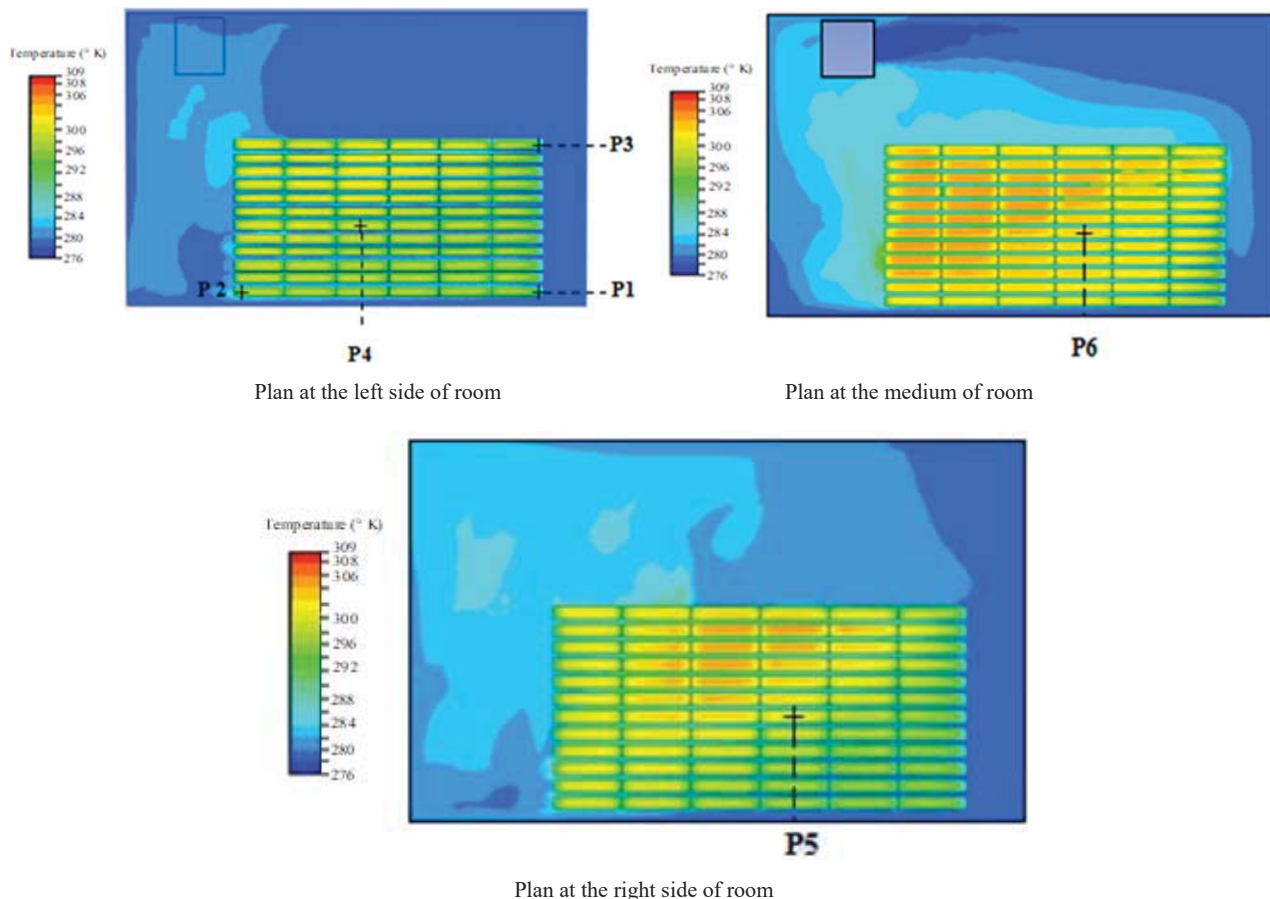 Temperature (° K)
309
308
306
300
296
292
288
284
280
276
P3
P 2
P1
P4
Plan at the left side of room
Temperature (° K)
309
308
306
300
296
292
288
284
280
276
P6
Plan at the medium of room
Temperature (° K)
309
308
306
300
296
292
288
284
280
276
P5
Plan at the right side of room